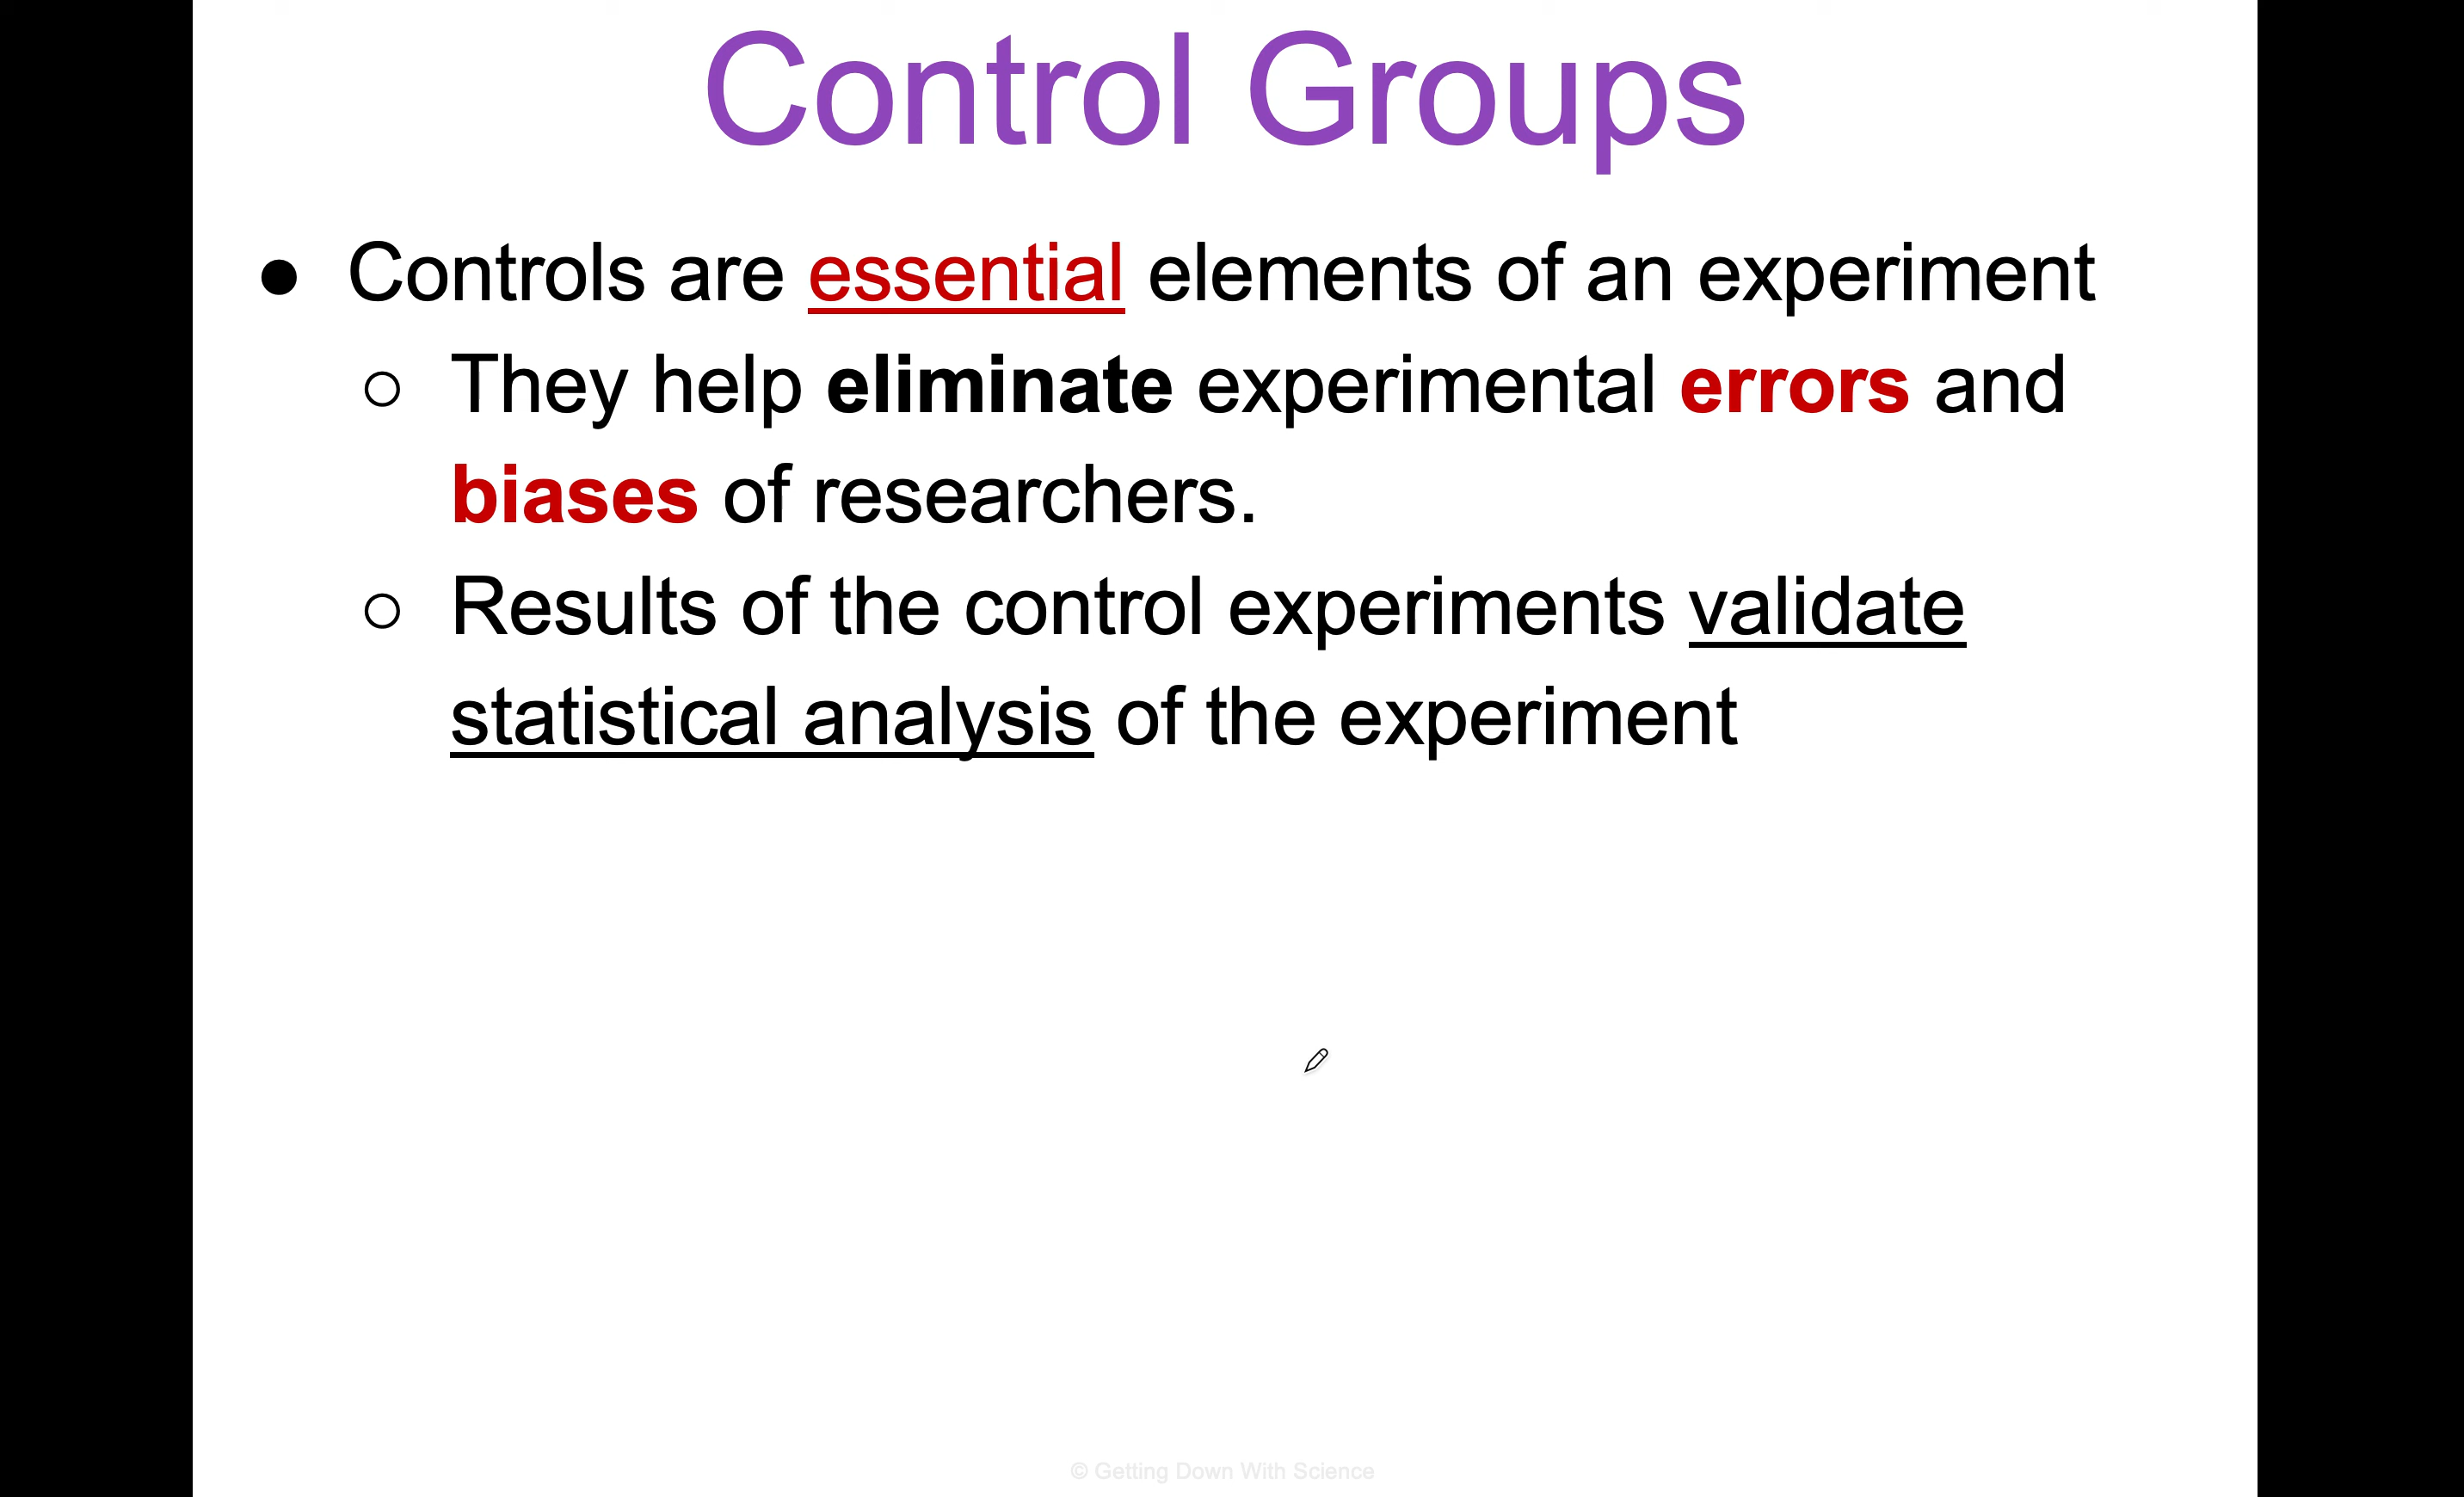 Control Groups
● Controls are essential elements of an experiment
○ They help eliminate experimental errors and
biases of researchers.
○ Results of the control experiments validate
statistical analysis of the experiment
© Getting Down With Science